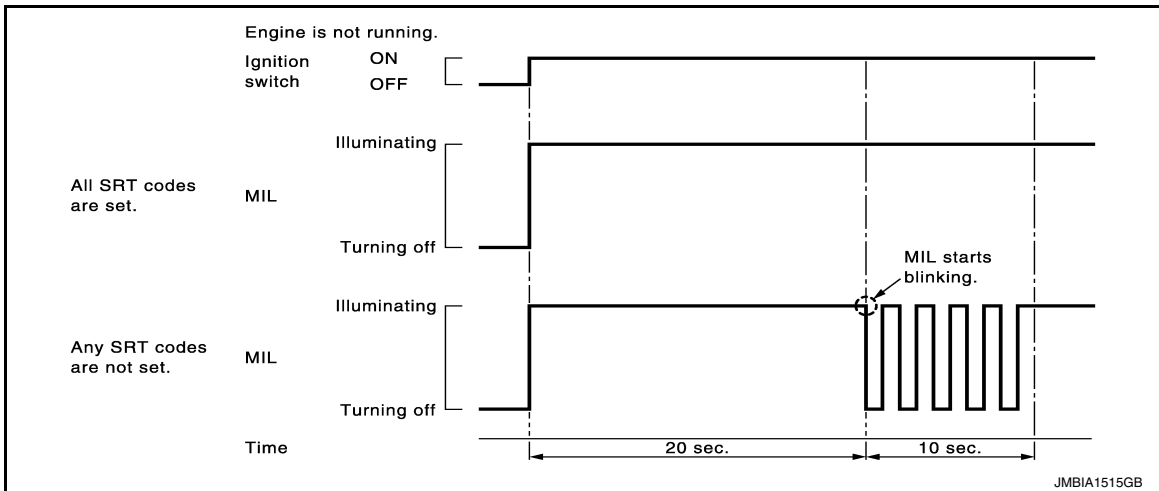 Engine is not running.
Ignition switch
ON
OFF
Illuminating
All SRT codes are set.
MIL
Turning off
MIL starts blinking.
Illuminating
Any SRT codes are not set.
MIL
Turning off
Time
20 sec.
10 sec.
JMBIA1515GB